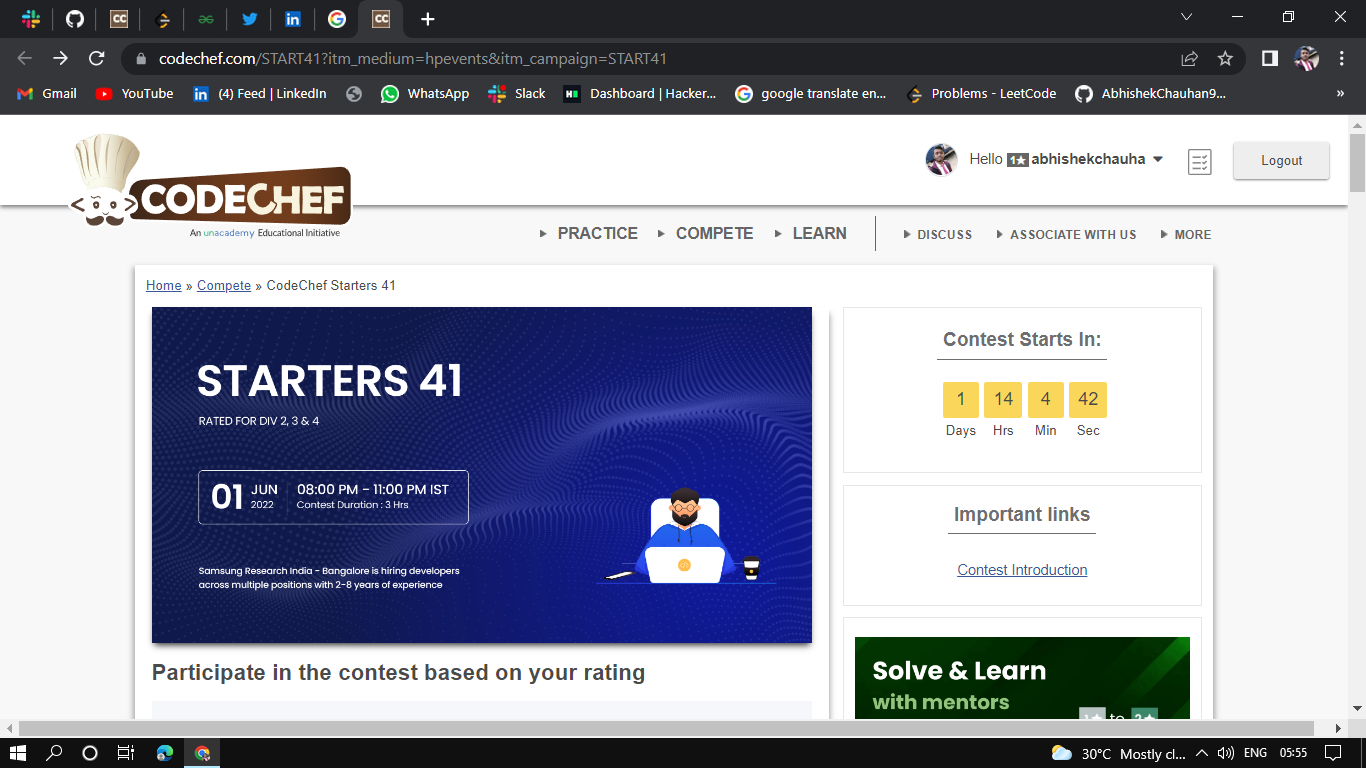 codechef.com/START41?itm_medium=hpevents&itm_campaign=START41
Gmail
YouTube
(4) Feed | LinkedIn
WhatsApp
Slack
Dashboard | Hacker...
google translate en...
Problems - LeetCode
AbhishekChauhan9...
»
CODECHEF
An unacademy Educational Initiative
Hello 1★ abhishekchauha
Logout
PRACTICE
COMPETE
LEARN
DISCUSS
ASSOCIATE WITH US
MORE
Home » Compete » CodeChef Starters 41
STARTERS 41
RATED FOR DIV 2, 3 & 4
01 JUN 2022
08:00 PM - 11:00 PM IST
Contest Duration : 3 Hrs
Samsung Research India - Bangalore is hiring developers
across multiple positions with 2-8 years of experience
Participate in the contest based on your rating
Contest Starts In:
1 14 4 42
Days Hrs Min Sec
Important links
Contest Introduction
Solve & Learn
with mentors
1★ to
30°C Mostly cl...
ENG
05:55